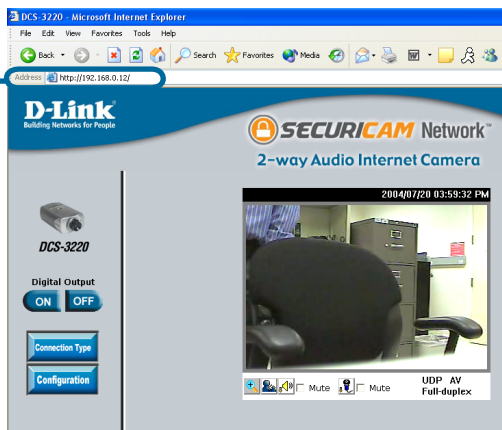 DCS-3220 - Microsoft Internet Explorer
File Edit View Favorites Tools Help
Back Search Favorites Media
Address http://192.168.0.12/
D-Link®
Building Networks for People
SECURICAM Network™
2-way Audio Internet Camera
2004/07/20 03:59:32 PM
DCS-3220
Digital Output
ON OFF
Connection Type
Configuration
Mute Mute
UDP AV
Full-duplex